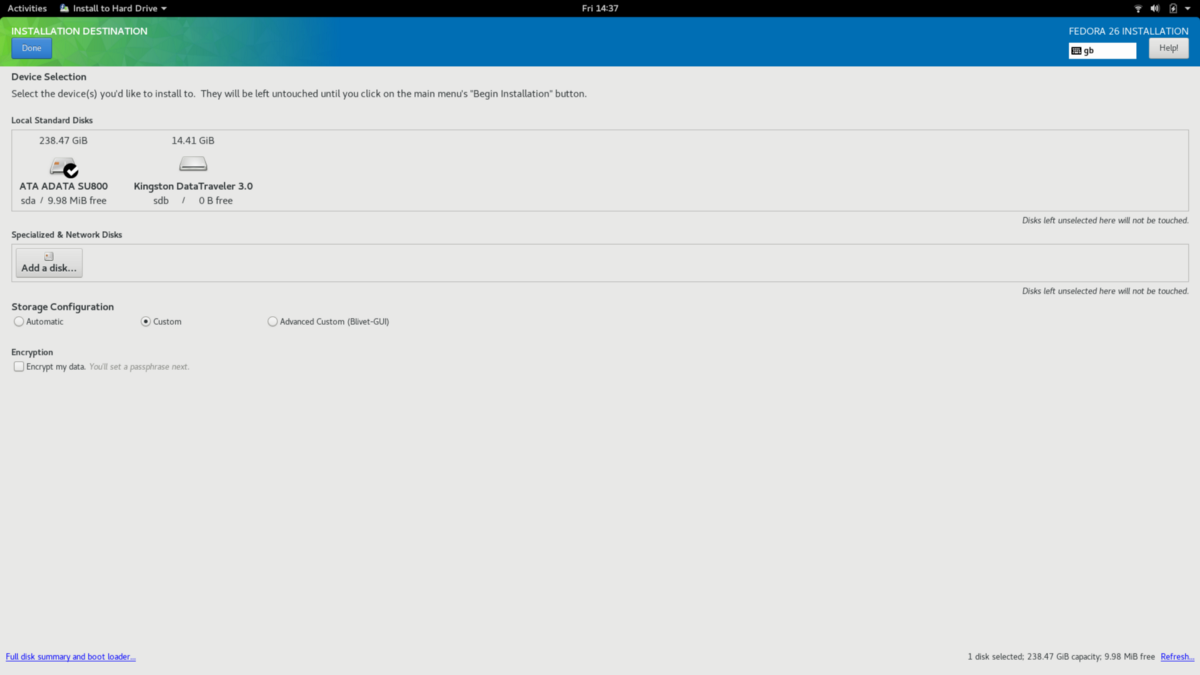 Activities Install to Hard Drive Fri 14:37
INSTALLATION DESTINATION FEDORA 26 INSTALLATION
Done gb Help!
Device Selection
Select the device(s) you'd like to install to. They will be left untouched until you click on the main menu's "Begin Installation" button.
Local Standard Disks
238.47 GiB 14.41 GiB
ATA ADATA SU800 Kingston DataTraveler 3.0
sda / 9.98 MiB free sdb / 0 B free
Disks left unselected here will not be touched.
Specialized & Network Disks
Add a disk...
Disks left unselected here will not be touched.
Storage Configuration
Automatic Custom Advanced Custom (Blivet-GUI)
Encryption
Encrypt my data. You'll set a passphrase next.
Full disk summary and boot loader... 1 disk selected; 238.47 GiB capacity; 9.98 MiB free Refresh...